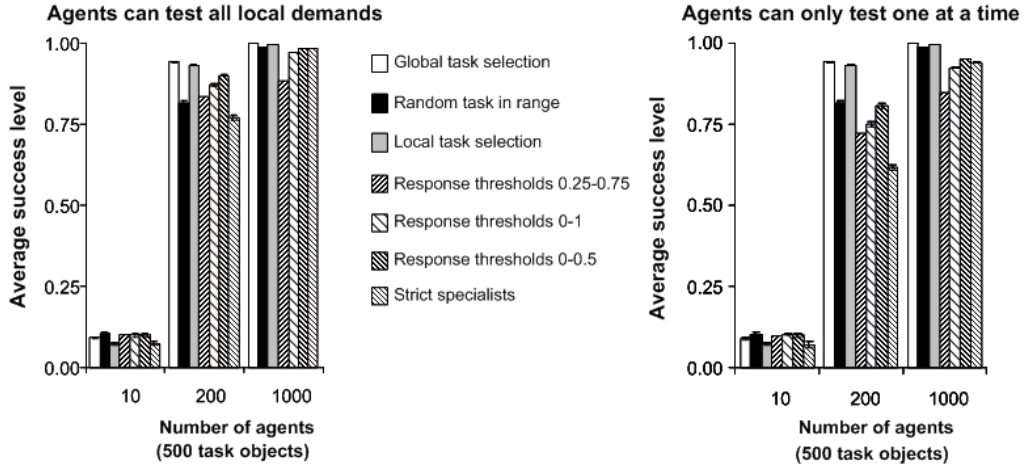 Agents can test all local demands
Average success level
1.00
0.75
0.50
0.25
0.00
10 200 1000
Number of agents
(500 task objects)
Global task selection
Random task in range
Local task selection
Response thresholds 0.25-0.75
Response thresholds 0-1
Response thresholds 0-0.5
Strict specialists
Agents can only test one at a time
Average success level
1.00
0.75
0.50
0.25
0.00
10 200 1000
Number of agents
(500 task objects)